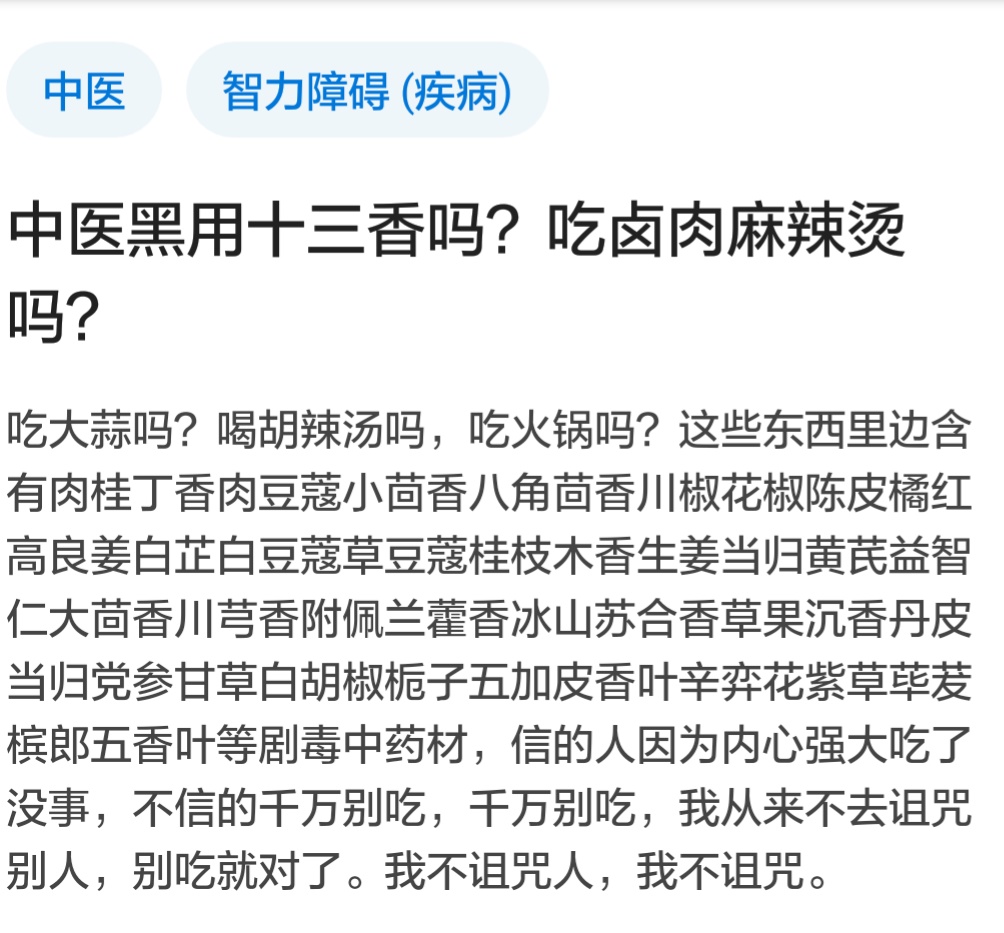 中医
智力障碍 (疾病)
中医黑用十三香吗？吃卤肉麻辣烫
吗？
吃大蒜吗？喝胡辣汤吗，吃火锅吗？这些东西里边含
有肉桂丁香肉豆蔻小茴香八角茴香川椒花椒陈皮橘红
高良姜白芷白豆蔻草豆蔻桂枝木香生姜当归黄芪益智
仁大茴香川芎香附佩兰藿香冰山苏合香草果沉香丹皮
当归党参甘草白胡椒栀子五加皮香叶辛弈花紫草荜茇
槟郎五香叶等剧毒中药材，信的人因为内心强大吃了
没事，不信的千万别吃，千万别吃，我从来不去诅咒
别人，别吃就对了。我不诅咒人，我不诅咒。